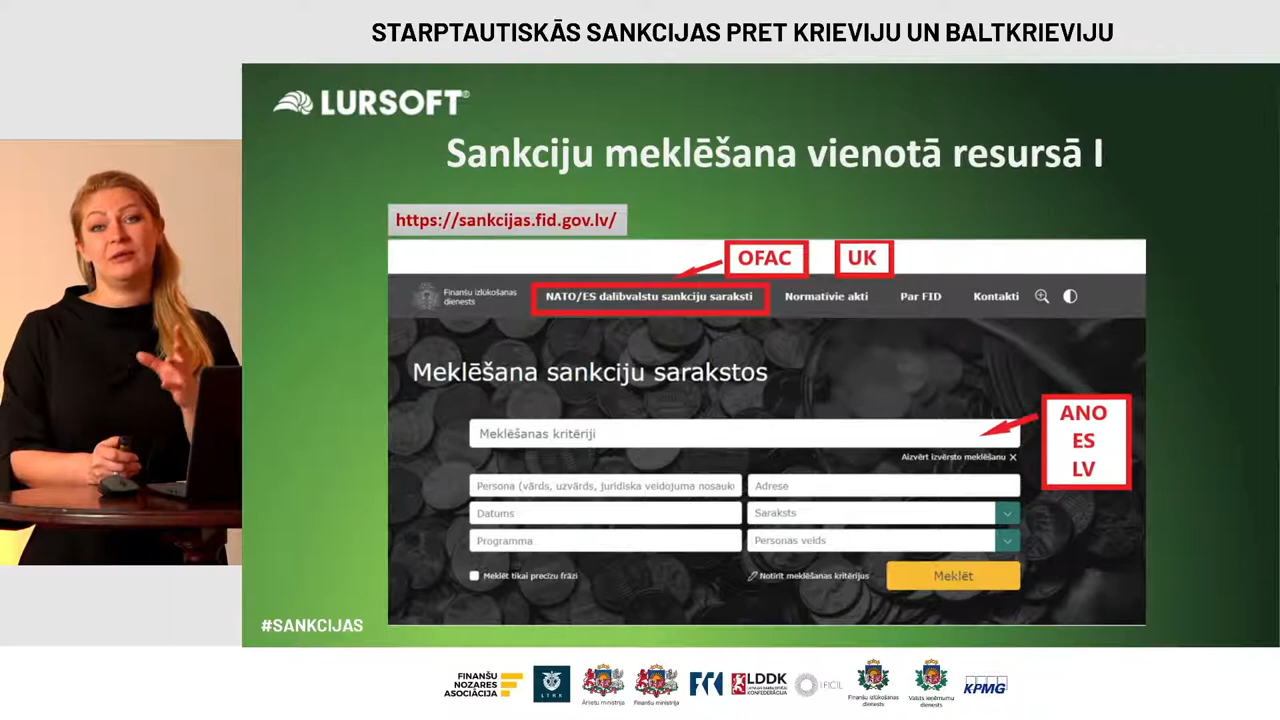 STARPTAUTISKĀS SANKCIJAS PRET KRIEVIJU UN BALTKRIEVIJU
LURSOFT®
Sankciju meklēšana vienotā resursā I
https://sankcijas.fid.gov.lv/
OFAC
UK
Finanšu izlūkošanas
dienests
NATO/ES dalībvalstu sankciju saraksti
Normatīvie akti
Par FID
Kontakti
Meklēšana sankciju sarakstos
Meklēšanas kritēriji
ANO
ES
LV
Aizvērt izvērsto meklēšanu ✕
Persona (vārds, uzvārds, juridiska veidojuma nosauku
Adrese
Datums
Saraksts
Programma
Personas veids
Meklēt tikai precīzu frāzi
Notīrīt meklēšanas kritērijus
Meklēt
#SANKCIJAS
FINANŠU
NOZARES
ASOCIĀCIJA
LTRK
Ārlietu ministrija
Finanšu ministrija
LDDK
FICIL
Finanšu izlūkošanas
dienests
Valsts ieņēmumu
dienests
KPMG